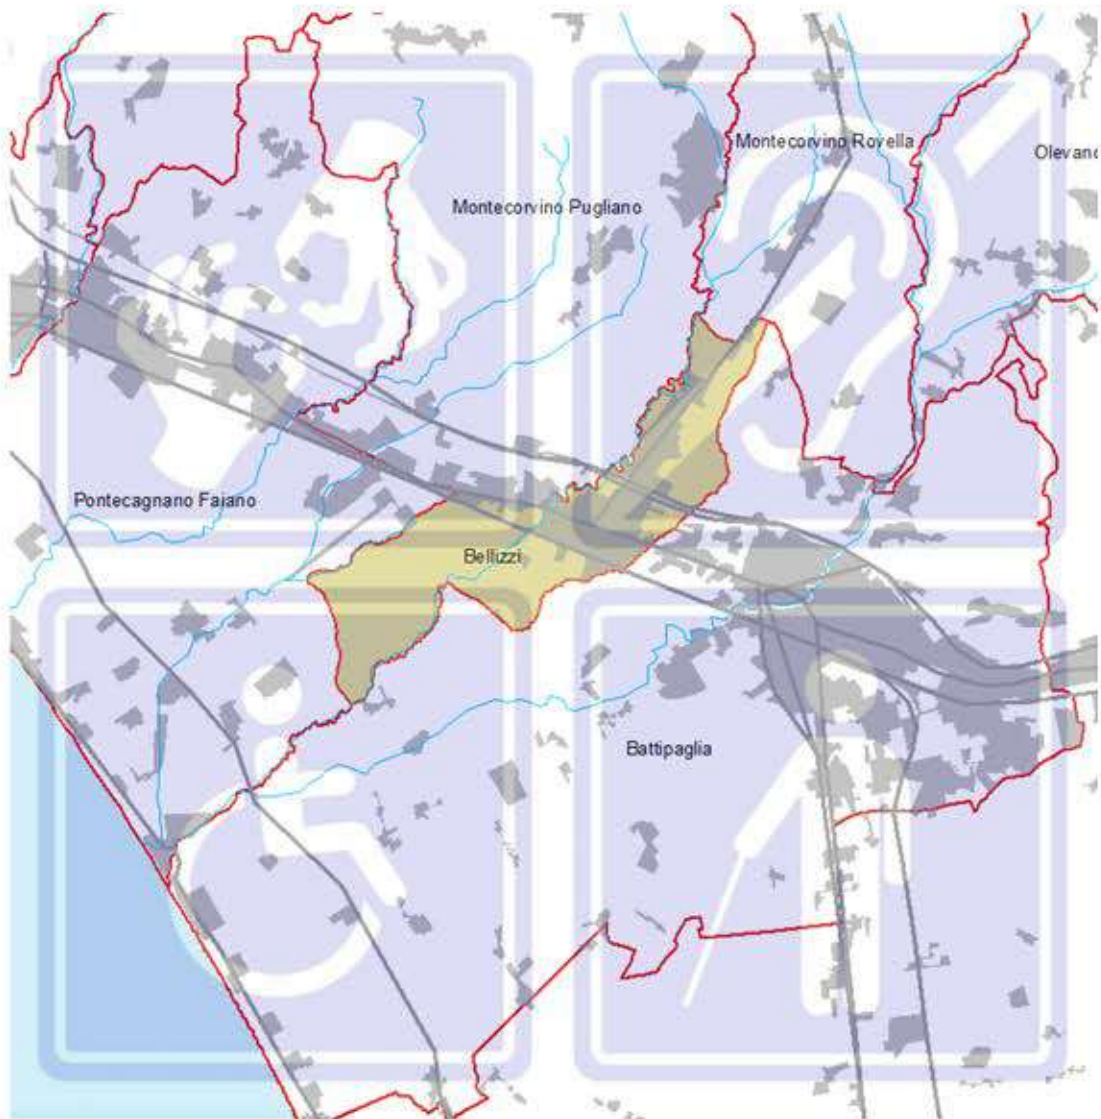 Montecorvino Rovella
Olevano
Montecorvino Pugliano
Pontecagnano Faiano
Bellizzi
Battipaglia